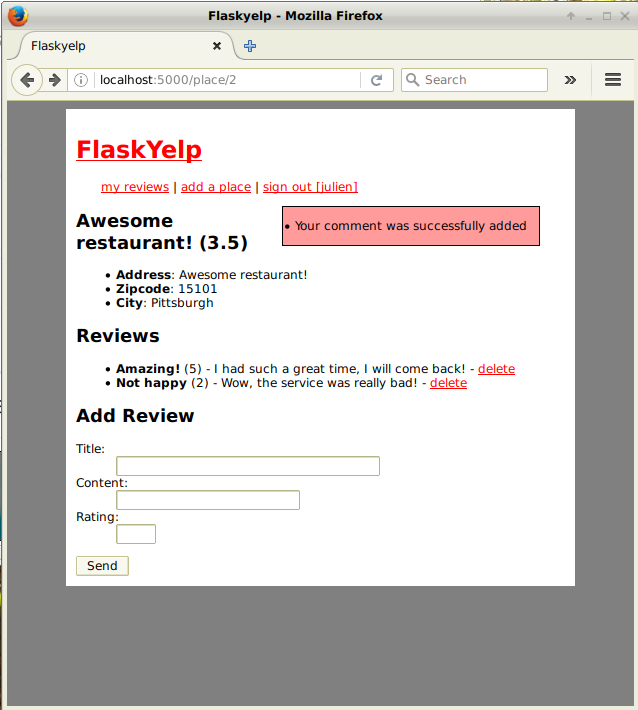 Flaskyelp - Mozilla Firefox
Flaskyelp
localhost:5000/place/2
Search
FlaskYelp
my reviews | add a place | sign out [julien]
• Your comment was successfully added
Awesome
restaurant! (3.5)
• Address: Awesome restaurant!
• Zipcode: 15101
• City: Pittsburgh
Reviews
• Amazing! (5) - I had such a great time, I will come back! - delete
• Not happy (2) - Wow, the service was really bad! - delete
Add Review
Title:
Content:
Rating:
Send